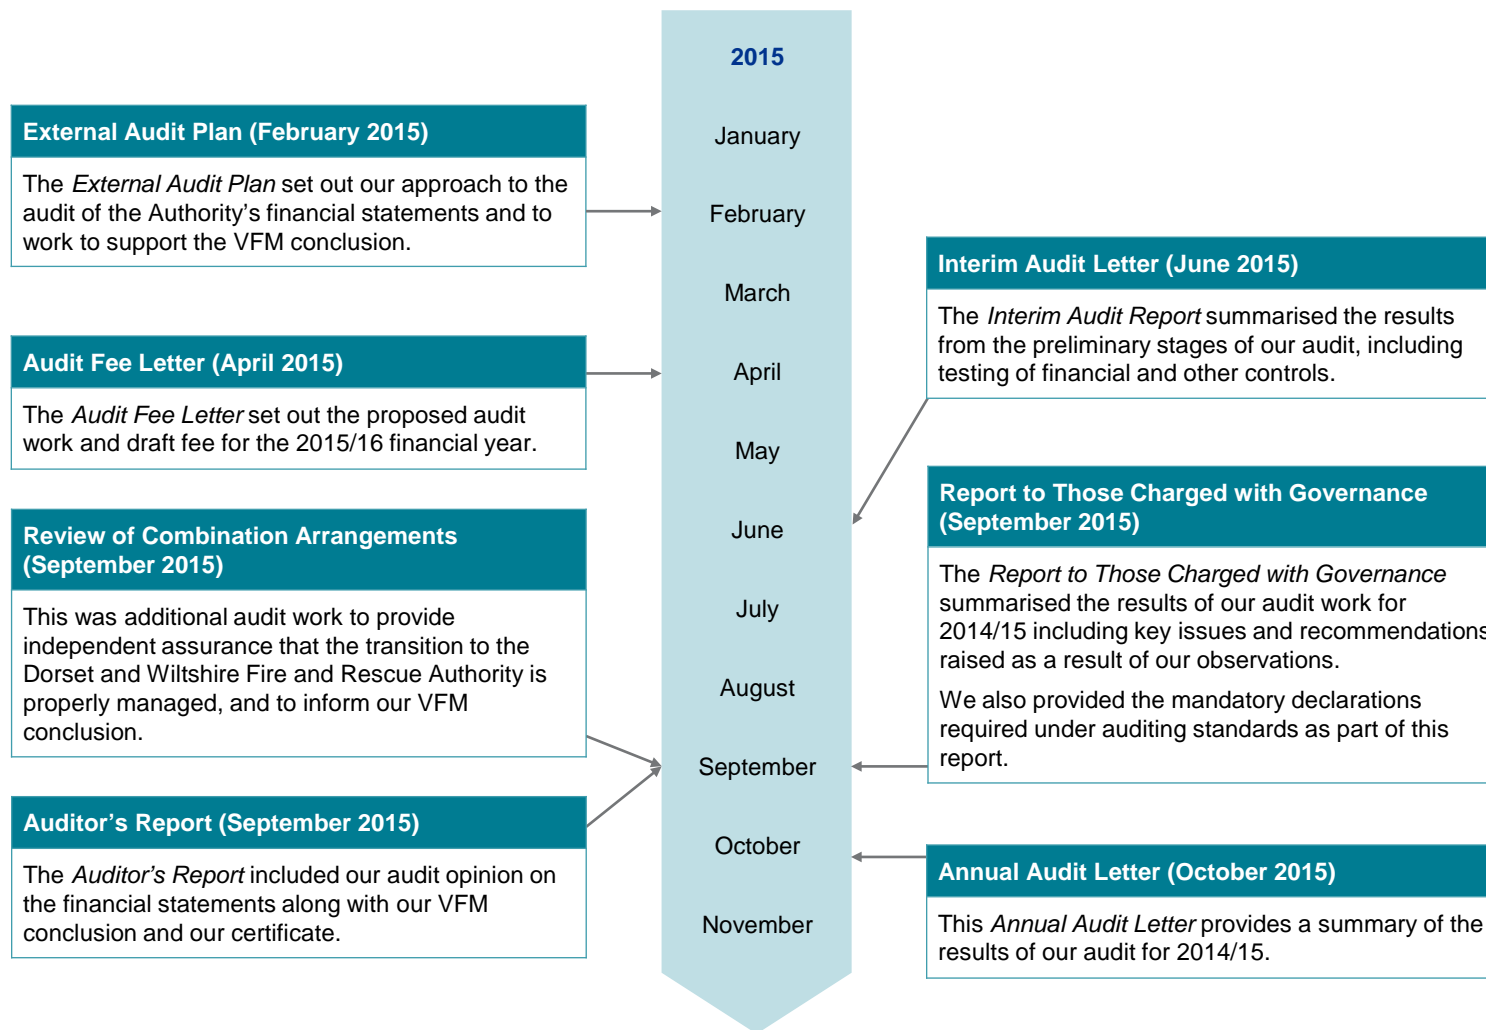 2015
January
February
March
April
May
June
July
August
September
October
November
External Audit Plan (February 2015)
The External Audit Plan set out our approach to the
audit of the Authority's financial statements and to
work to support the VFM conclusion.
Audit Fee Letter (April 2015)
The Audit Fee Letter set out the proposed audit
work and draft fee for the 2015/16 financial year.
Review of Combination Arrangements
(September 2015)
This was additional audit work to provide
independent assurance that the transition to the
Dorset and Wiltshire Fire and Rescue Authority is
properly managed, and to inform our VFM
conclusion.
Auditor's Report (September 2015)
The Auditor's Report included our audit opinion on
the financial statements along with our VFM
conclusion and our certificate.
Interim Audit Letter (June 2015)
The Interim Audit Report summarised the results
from the preliminary stages of our audit, including
testing of financial and other controls.
Report to Those Charged with Governance
(September 2015)
The Report to Those Charged with Governance
summarised the results of our audit work for
2014/15 including key issues and recommendations
raised as a result of our observations.
We also provided the mandatory declarations
required under auditing standards as part of this
report.
Annual Audit Letter (October 2015)
This Annual Audit Letter provides a summary of the
results of our audit for 2014/15.